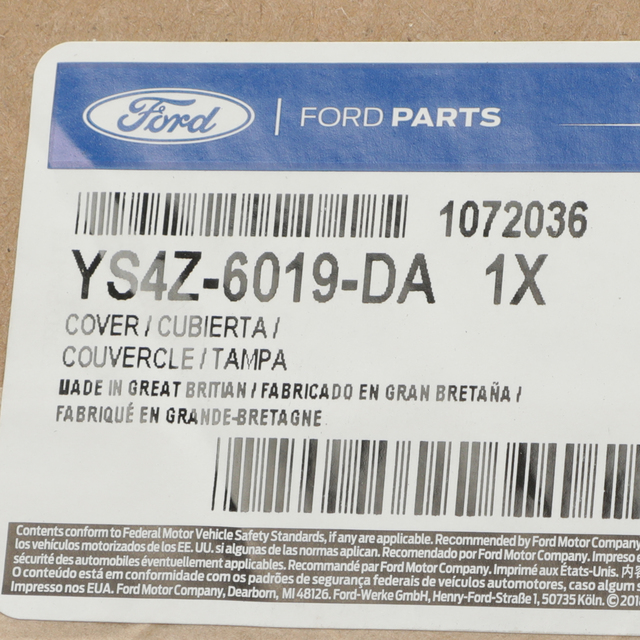 Ford | FORD PARTS
1072036
YS4Z-6019-DA 1X
COVER / CUBIERTA /
COUVERCLE / TAMPA
MADE IN GREAT BRITIAN / FABRICADO EN GRAN BRETAÑA /
FABRIQUÉ EN GRANDE-BRETAGNE
Contents conform to Federal Motor Vehicle Safety Standards, if any are applicable. Recommended by Ford Motor Company
los vehículos motorizados de los EE. UU. si algunas de las normas aplican. Recomendado por Ford Motor Company. Impreso
sécurité des automobiles éventuellement applicables. Recommandé par Ford Motor Company. Imprimé aux États-Unis. 内容
O conteúdo está em conformidade com os padrões de segurança federais de veículos automotores, caso algum
Impresso nos EUA. Ford Motor Company, Dearborn, MI 48126. Ford-Werke GmbH, Henry-Ford-Straße 1, 50735 Köln. ©